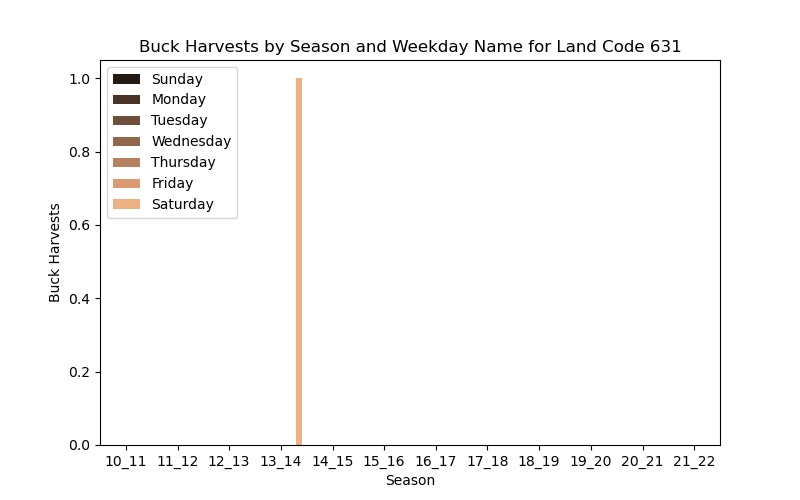 Buck Harvests by Season and Weekday Name for Land Code 631
Sunday
Monday
Tuesday
Wednesday
Thursday
Friday
Saturday
1.0
0.8
0.6
0.4
0.2
0.0
Buck Harvests
10_11 11_12 12_13 13_14 14_15 15_16 16_17 17_18 18_19 19_20 20_21 21_22
Season